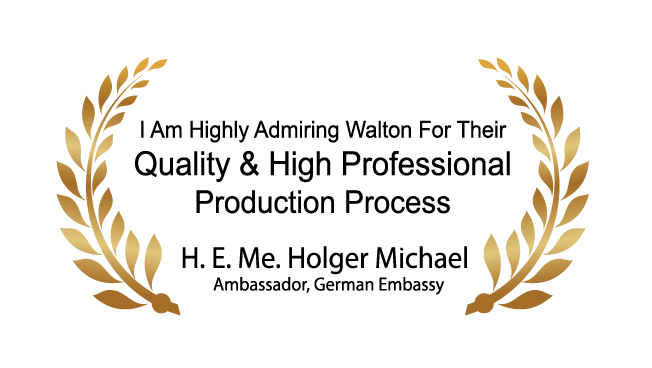 I Am Highly Admiring Walton For Their
Quality & High Professional
Production Process
H. E. Me. Holger Michael
Ambassador, German Embassy